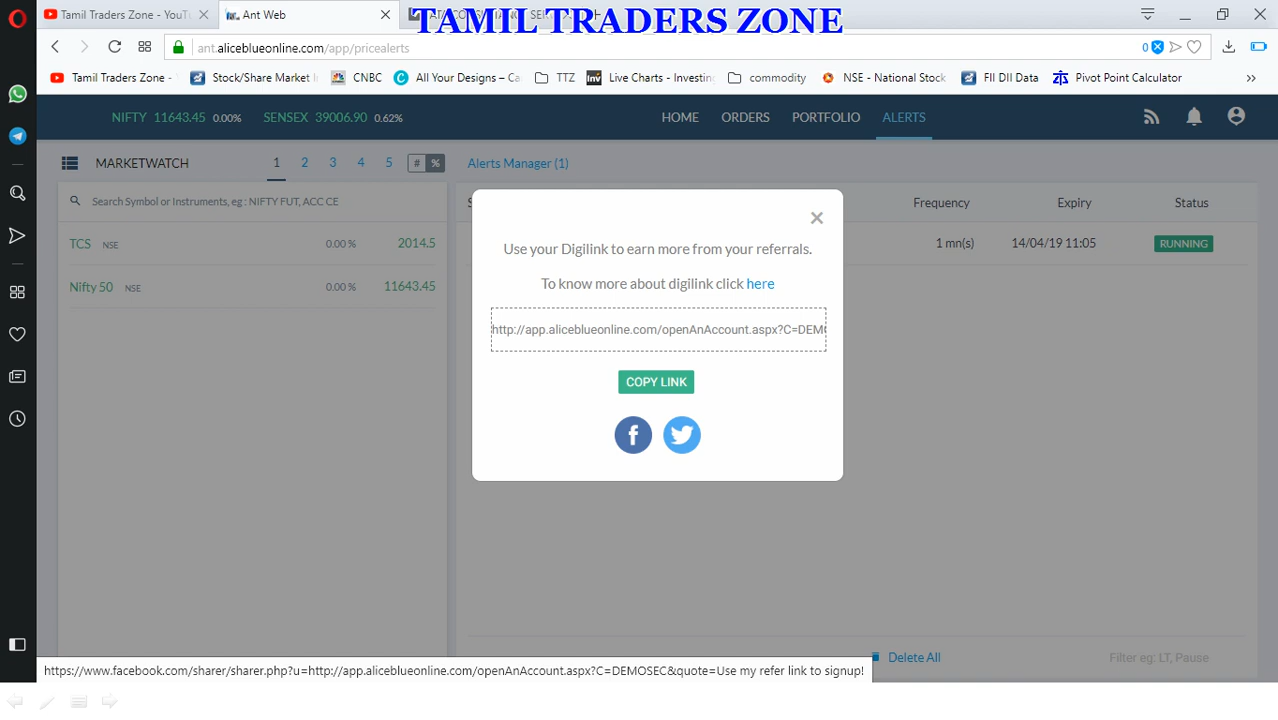 TAMIL TRADERS ZONE
Tamil Traders Zone - YouTu
Ant Web
ant.aliceblueonline.com/app/pricealerts
0
Tamil Traders Zone -
Stock/Share Market
CNBC
All Your Designs – Ca
TTZ
Inv
Live Charts - Investin
commodity
NSE - National Stock
FII DII Data
Pivot Point Calculator
NIFTY 11643.45 0.00%
SENSEX 39006.90 0.62%
HOME
ORDERS
PORTFOLIO
ALERTS
MARKETWATCH
1 2 3 4 5
# %
Alerts Manager (1)
Search Symbol or Instruments, eg : NIFTY FUT, ACC CE
Frequency
Expiry
Status
TCS NSE 0.00 % 2014.5
1 mn(s)
14/04/19 11:05
RUNNING
Nifty 50 NSE 0.00 % 11643.45
Use your Digilink to earn more from your referrals.
To know more about digilink click here
http://app.aliceblueonline.com/openAnAccount.aspx?C=DEM
COPY LINK
Delete All
Filter eg: LT, Pause
https://www.facebook.com/sharer/sharer.php?u=http://app.aliceblueonline.com/openAnAccount.aspx?C=DEMOSEC&quote=Use my refer link to signup!